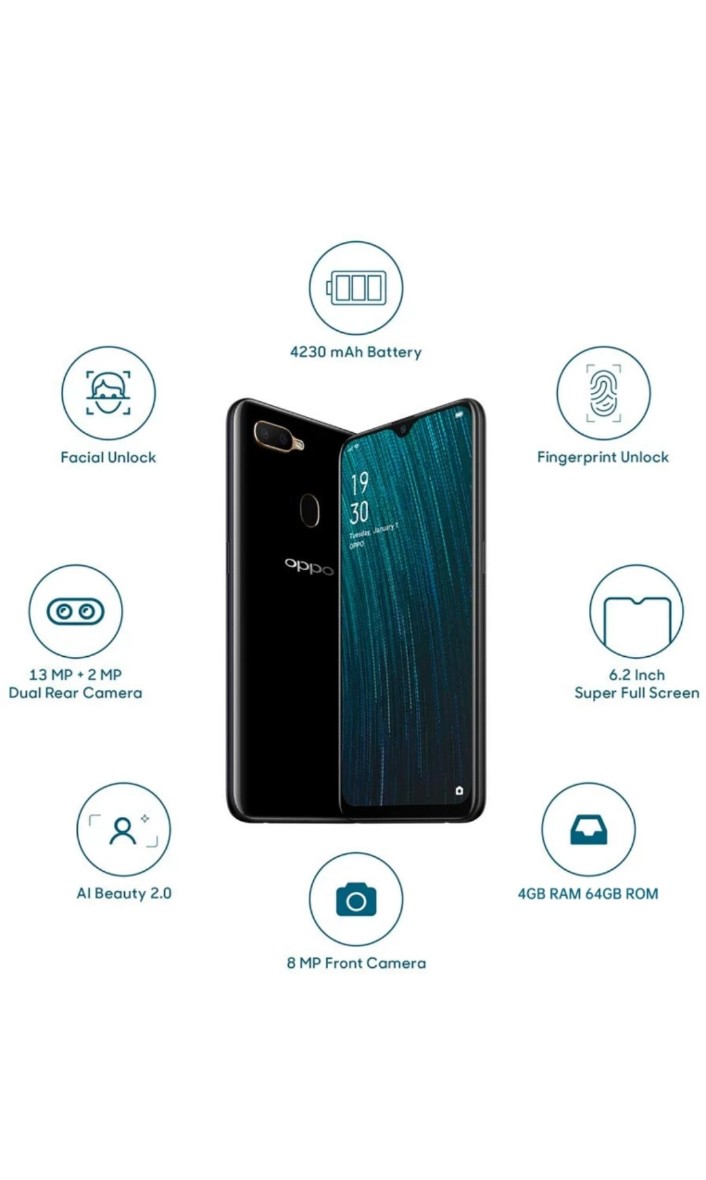 4230 mAh Battery
Facial Unlock
Fingerprint Unlock
19
30
Tuesday, January 1
OPPO
oppo
13 MP + 2 MP
Dual Rear Camera
6.2 Inch
Super Full Screen
AI Beauty 2.0
4GB RAM 64GB ROM
8 MP Front Camera